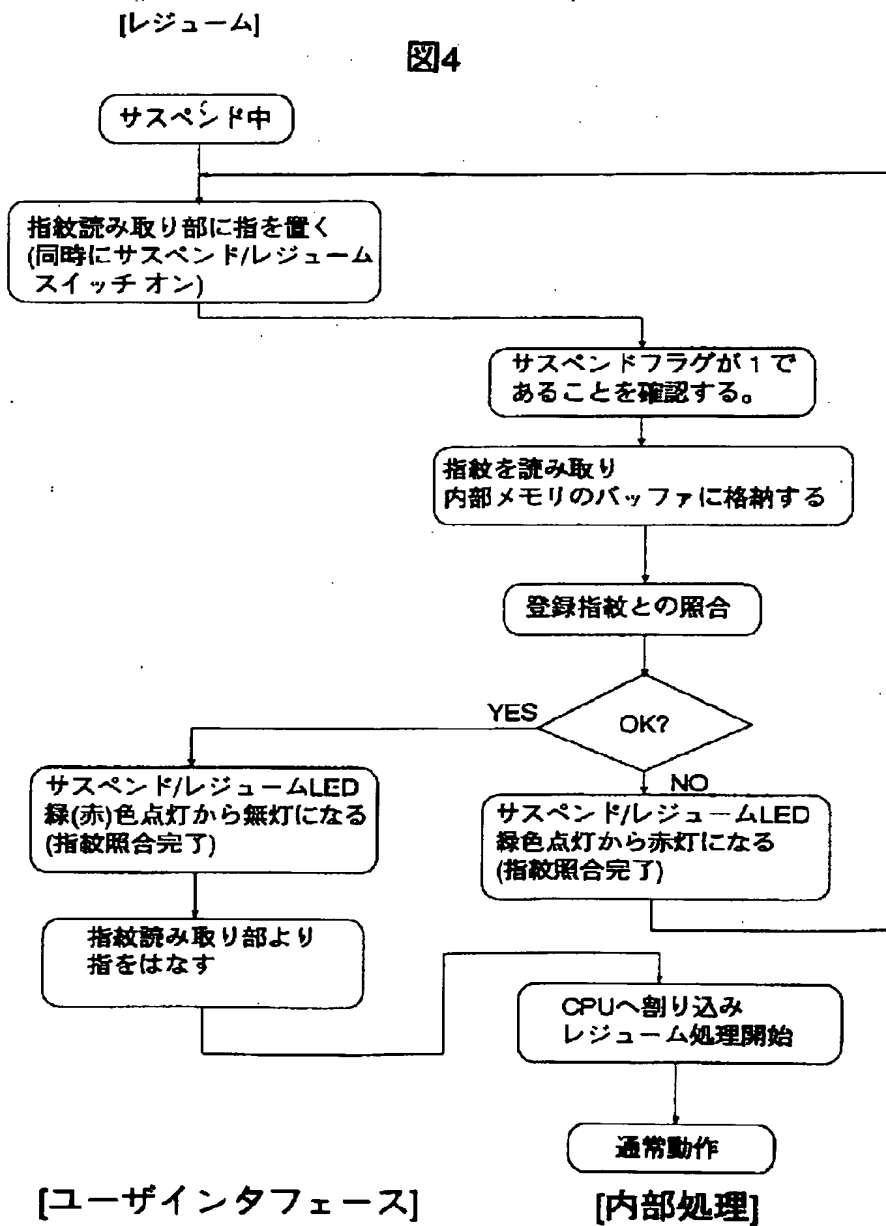 [レジューム]
図4
サスペンド中
指紋読み取り部に指を置く
(同時にサスペンド/レジューム
スイッチ オン)
サスペンドフラグが1で
あることを確認する。
指紋を読み取り
内部メモリのバッファに格納する
登録指紋との照合
OK?
YES
NO
サスペンド/レジュームLED
緑(赤)色点灯から無灯になる
(指紋照合完了)
サスペンド/レジュームLED
緑色点灯から赤灯になる
(指紋照合完了)
指紋読み取り部より
指をはなす
CPUへ割り込み
レジューム処理開始
通常動作
[ユーザインタフェース]
[内部処理]